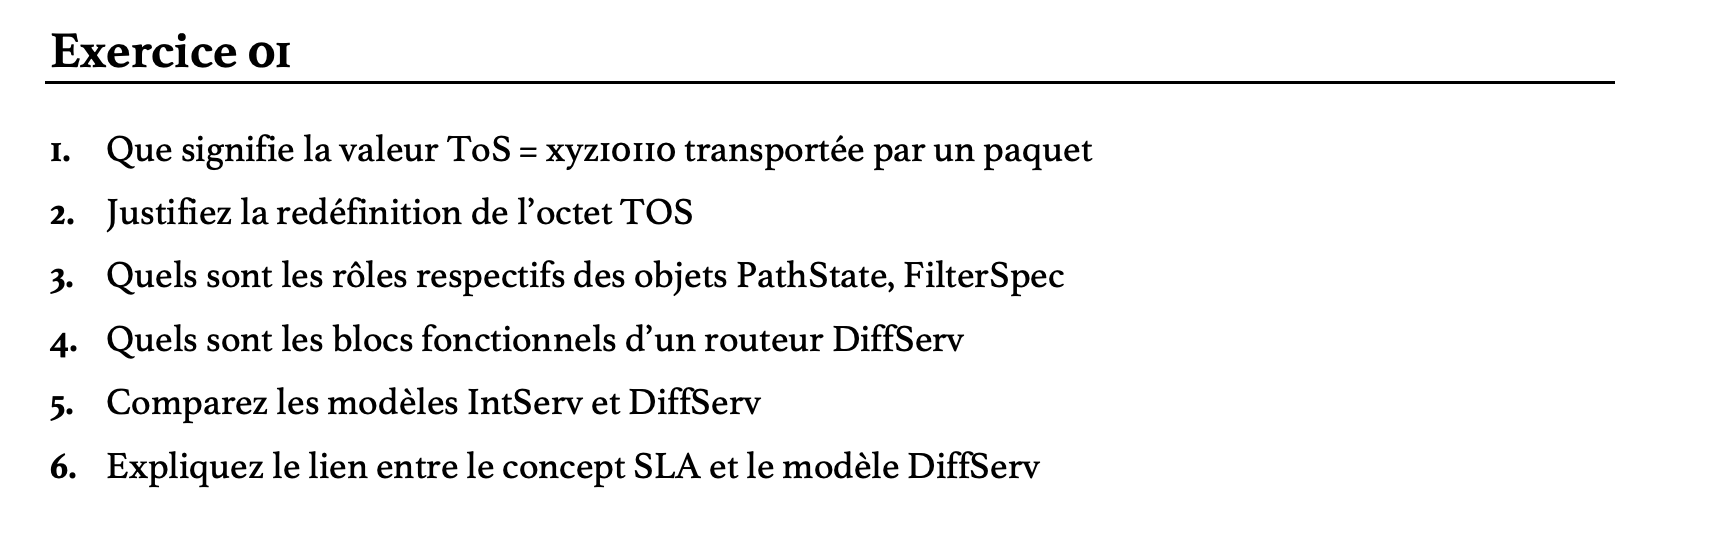 Exercice 01
1. Que signifie la valeur ToS = xyz10110 transportée par un paquet
2. Justifiez la redéfinition de l’octet TOS
3. Quels sont les rôles respectifs des objets PathState, FilterSpec
4. Quels sont les blocs fonctionnels d’un routeur DiffServ
5. Comparez les modèles IntServ et DiffServ
6. Expliquez le lien entre le concept SLA et le modèle DiffServ